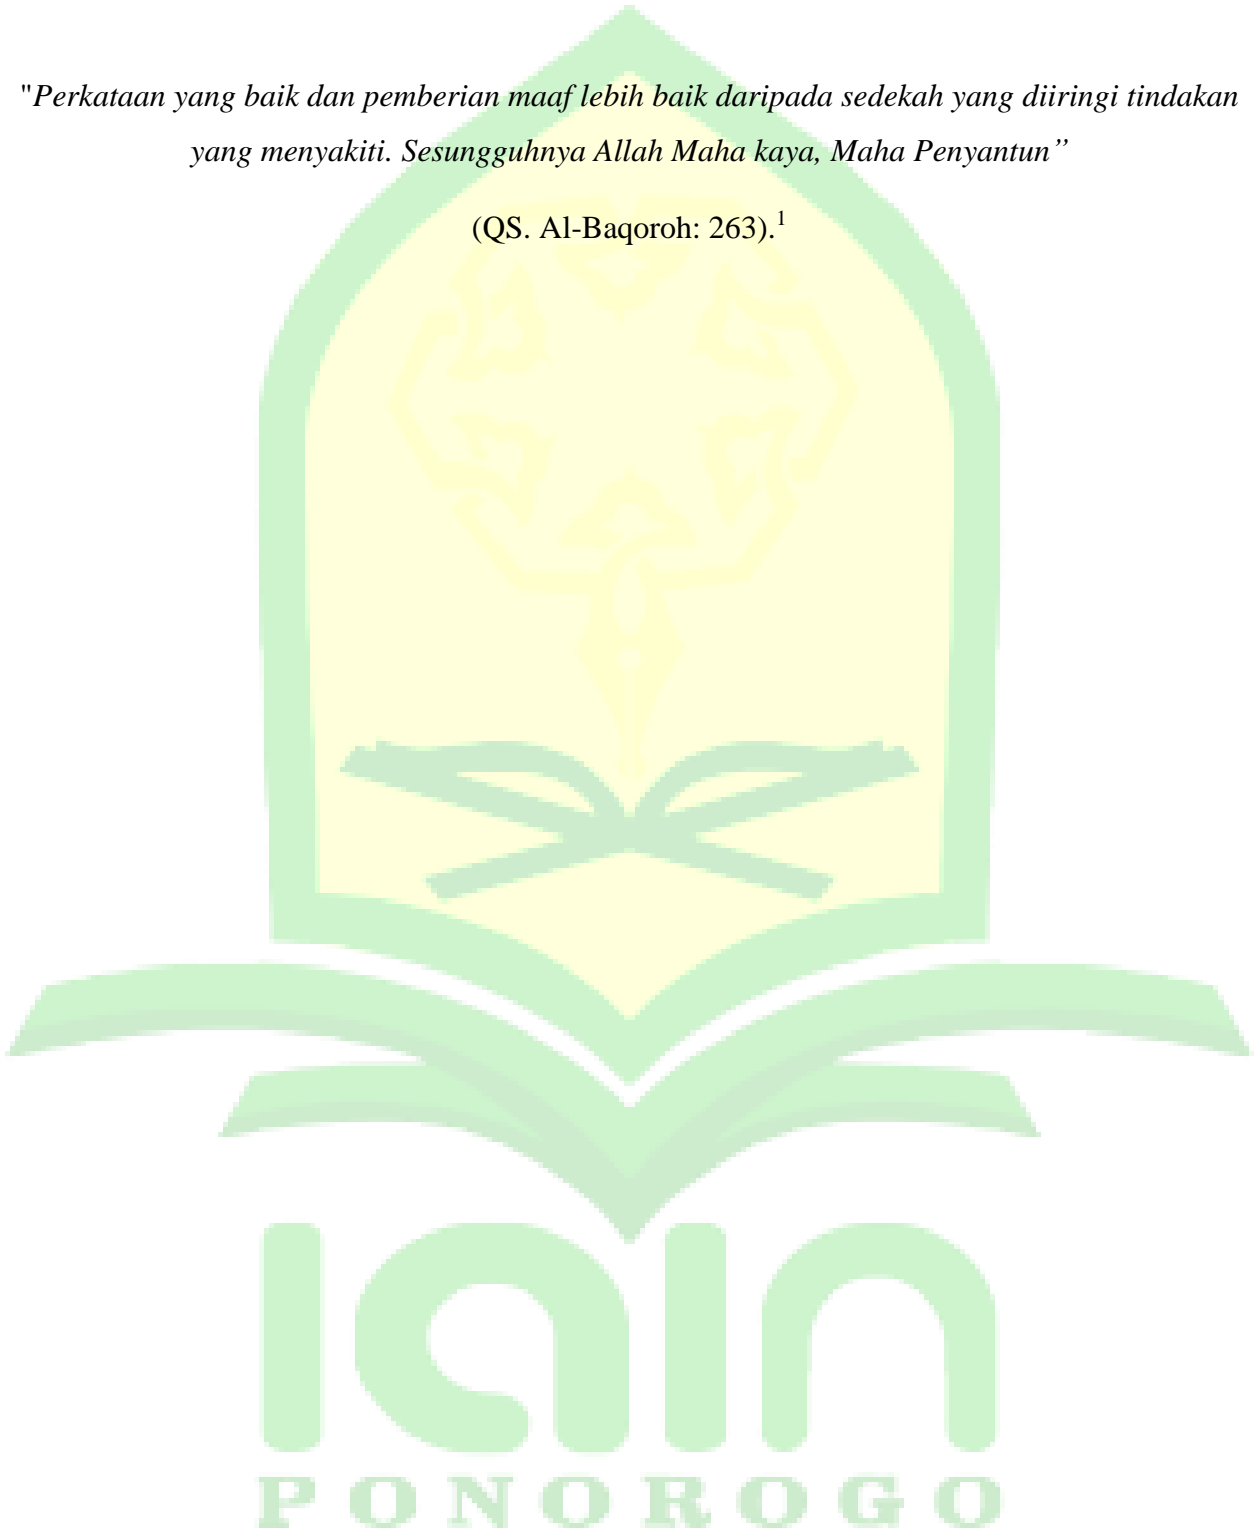 "Perkataan yang baik dan pemberian maaf lebih baik daripada sedekah yang diiringi tindakan
yang menyakiti. Sesungguhnya Allah Maha kaya, Maha Penyantun”
(QS. Al-Baqoroh: 263).¹
iain
PONOROGO